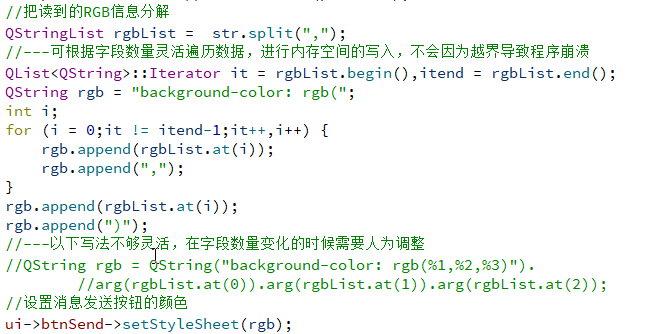 //把读到的RGB信息分解
QStringList rgbList =  str.split(",");
//---可根据字段数量灵活遍历数据，进行内存空间的写入，不会因为越界导致程序崩溃
QList<QString>::Iterator it = rgbList.begin(),itend = rgbList.end();
QString rgb = "background-color: rgb(";
int i;
for (i = 0;it != itend-1;it++,i++) {
    rgb.append(rgbList.at(i));
    rgb.append(",");
}
rgb.append(rgbList.at(i));
rgb.append(")");
//---以下写法不够灵活，在字段数量变化的时候需要人为调整
//QString rgb = QString("background-color: rgb(%1,%2,%3)").
        //arg(rgbList.at(0)).arg(rgbList.at(1)).arg(rgbList.at(2));
//设置消息发送按钮的颜色
ui->btnSend->setStyleSheet(rgb);